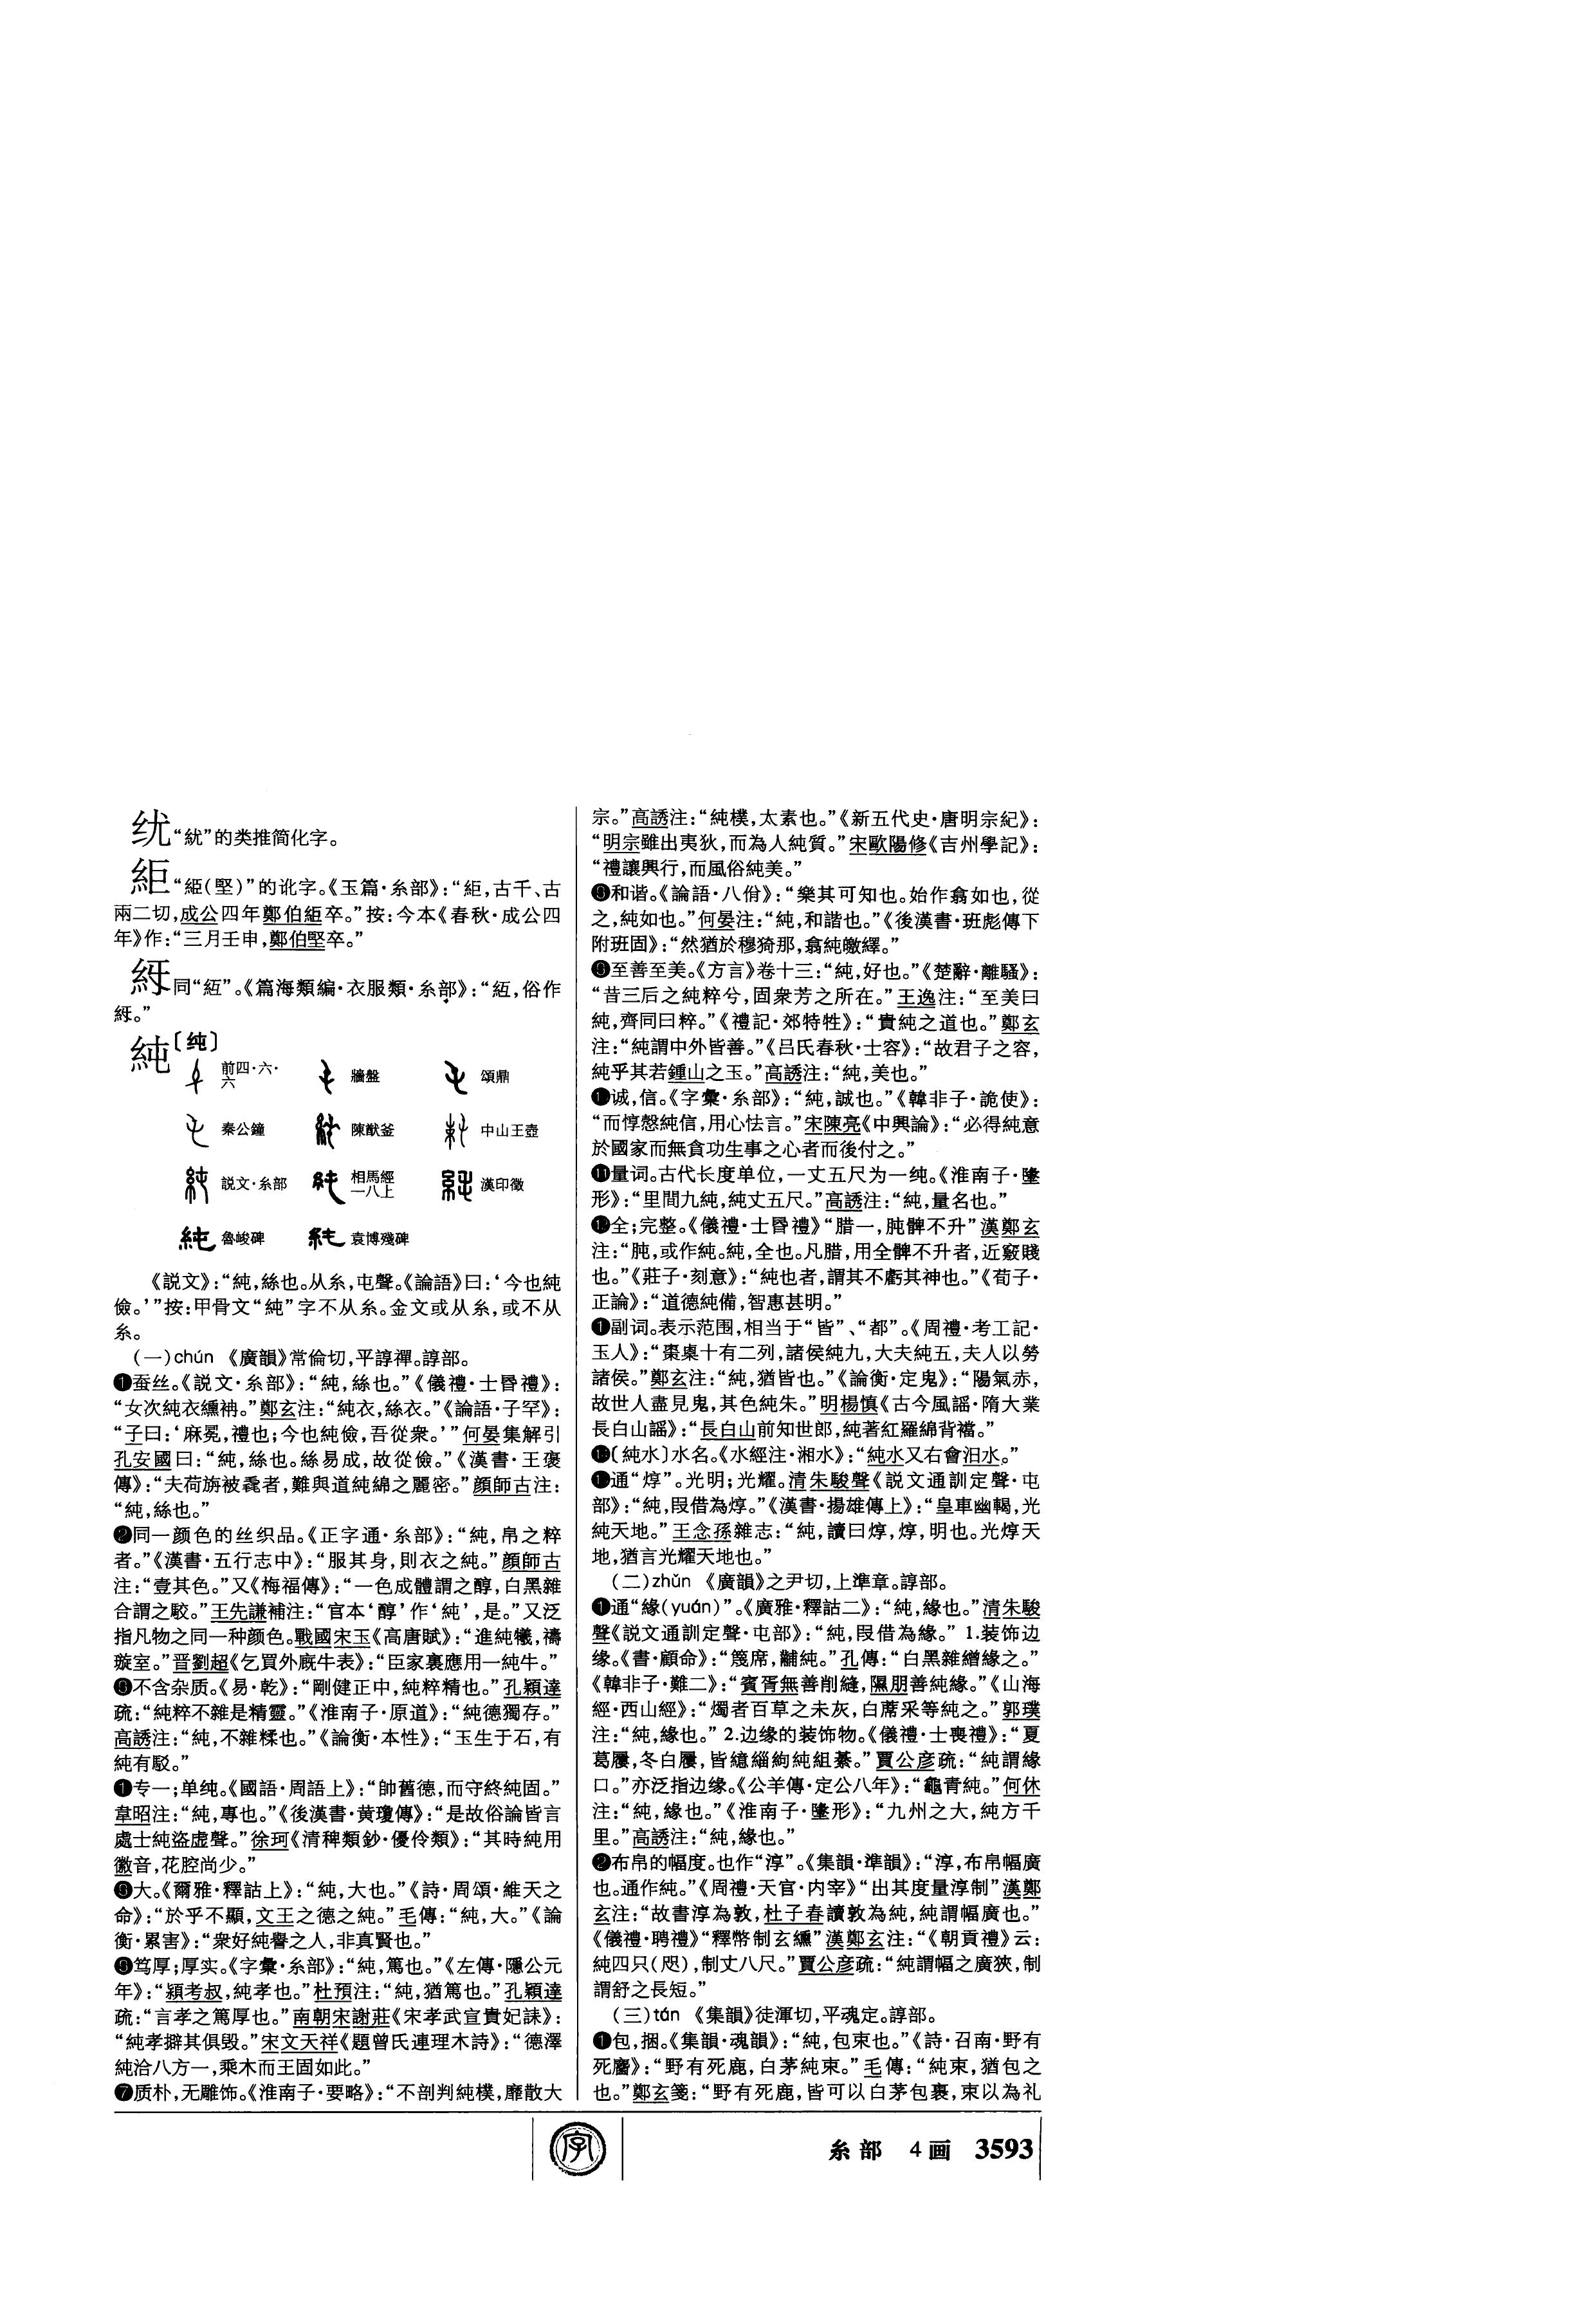 “紌”的类推简化字。
“䋗(堅)”的讹字。《玉篇·糸部》：“䋎，古千、古
兩二切，成公四年鄭伯䋎卒。”按：今本《春秋·成公四
年》作：“三月壬申，鄭伯堅卒。”
同“紝”。《篇海類編·衣服類·糸部》：“紝，俗作
純〔纯〕
前四·六·六 牆盤 頌鼎
秦公鐘 陳猷釜 中山王壺
説文·糸部 相馬經一八上 漢印徵
魯峻碑 袁博殘碑
《説文》：“純，絲也。从糸，屯聲。《論語》曰：‘今也純
儉。’”按：甲骨文“純”字不从糸。金文或从糸，或不从
糸。
(一)chún 《廣韻》常倫切，平諄禪。諄部。
❶蚕丝。《説文·糸部》：“純，絲也。”《儀禮·士昬禮》：
“女次純衣纁袡。”鄭玄注：“純衣，絲衣。”《論語·子罕》：
“子曰：‘麻冕，禮也；今也純儉，吾從衆。’”何晏集解引
孔安國曰：“純，絲也。絲易成，故從儉。”《漢書·王褒
傳》：“夫荷旃被毳者，難與道純綿之麗密。”顔師古注：
“純，絲也。”
❷同一颜色的丝织品。《正字通·糸部》：“純，帛之粹
者。”《漢書·五行志中》：“服其身，則衣之純。”顔師古
注：“壹其色。”又《梅福傳》：“一色成體謂之醇，白黑雜
合謂之駮。”王先謙補注：“官本‘醇’作‘純’，是。”又泛
指凡物之同一种颜色。戰國宋玉《高唐賦》：“進純犧，禱
璇室。”晋劉超《乞買外廐牛表》：“臣家裏應用一純牛。”
❸不含杂质。《易·乾》：“剛健正中，純粹精也。”孔穎達
疏：“純粹不雜是精靈。”《淮南子·原道》：“純德獨存。”
高誘注：“純，不雜糅也。”《論衡·本性》：“玉生于石，有
純有駁。”
❶专一；单纯。《國語·周語上》：“帥舊德，而守終純固。”
韋昭注：“純，專也。”《後漢書·黄瓊傳》：“是故俗論皆言
處士純盜虚聲。”徐珂《清稗類鈔·優伶類》：“其時純用
徽音，花腔尚少。”
❺大。《爾雅·釋詁上》：“純，大也。”《詩·周頌·維天之
命》：“於乎不顯，文王之德之純。”毛傳：“純，大。”《論
衡·累害》：“衆好純譽之人，非真賢也。”
❻笃厚；厚实。《字彙·糸部》：“純，篤也。”《左傳·隱公元
年》：“潁考叔，純孝也。”杜預注：“純，猶篤也。”孔穎達
疏：“言孝之篤厚也。”南朝宋謝莊《宋孝武宣貴妃誄》：
“純孝擗其俱毁。”宋文天祥《題曾氏連理木詩》：“德澤
純洽八方一，乘木而王固如此。”
❼质朴，无雕饰。《淮南子·要略》：“不剖判純樸，靡散大
宗。”高誘注：“純樸，太素也。”《新五代史·唐明宗紀》：
“明宗雖出夷狄，而為人純質。”宋歐陽修《吉州學記》：
“禮讓興行，而風俗純美。”
❽和谐。《論語·八佾》：“樂其可知也。始作翕如也，從
之，純如也。”何晏注：“純，和諧也。”《後漢書·班彪傳下
附班固》：“然猶於穆猗那，翕純皦繹。”
❾至善至美。《方言》卷十三：“純，好也。”《楚辭·離騷》：
“昔三后之純粹兮，固衆芳之所在。”王逸注：“至美曰
純，齊同曰粹。”《禮記·郊特牲》：“貴純之道也。”鄭玄
注：“純謂中外皆善。”《吕氏春秋·士容》：“故君子之容，
純乎其若鍾山之玉。”高誘注：“純，美也。”
❶诚，信。《字彙·糸部》：“純，誠也。”《韓非子·詭使》：
“而惇慤純信，用心怯言。”宋陳亮《中興論》：“必得純意
於國家而無貪功生事之心者而後付之。”
⓫量词。古代长度单位，一丈五尺为一纯。《淮南子·墬
形》：“里間九純，純丈五尺。”高誘注：“純，量名也。”
❶全；完整。《儀禮·士昬禮》“腊一，肫髀不升”漢鄭玄
注：“肫，或作純。純，全也。凡腊，用全髀不升者，近竅賤
也。”《莊子·刻意》：“純也者，謂其不虧其神也。”《荀子·
正論》：“道德純備，智惠甚明。”
❶副词。表示范围，相当于“皆”、“都”。《周禮·考工記·
玉人》：“棗㮚十有二列，諸侯純九，大夫純五，夫人以勞
諸侯。”鄭玄注：“純，猶皆也。”《論衡·定鬼》：“陽氣赤，
故世人盡見鬼，其色純朱。”明楊慎《古今風謡·隋大業
長白山謡》：“長白山前知世郎，純著紅羅綿背襠。”
❶〔純水〕水名。《水經注·湘水》：“純水又右會汨水。”
❶通“焞”。光明；光耀。清朱駿聲《説文通訓定聲·屯
部》：“純，叚借為焞。”《漢書·揚雄傳上》：“皇車幽輵，光
純天地。”王念孫雜志：“純，讀曰焞，焞，明也。光焞天
地，猶言光耀天地也。”
(二)zhǔn 《廣韻》之尹切，上準章。諄部。
❶通“緣(yuán)”。《廣雅·釋詁二》：“純，緣也。”清朱駿
聲《説文通訓定聲·屯部》：“純，叚借為緣。”1.装饰边
缘。《書·顧命》：“篾席，黼純。”孔傳：“白黑雜繒緣之。”
《韓非子·難二》：“賓胥無善削縫，隰朋善純緣。”《山海
經·西山經》：“燭者百草之未灰，白蓆采等純之。”郭璞
注：“純，緣也。”2.边缘的装饰物。《儀禮·士喪禮》：“夏
葛屨，冬白屨，皆繶緇絇純組綦。”賈公彦疏：“純謂緣
口。”亦泛指边缘。《公羊傳·定公八年》：“龜青純。”何休
注：“純，緣也。”《淮南子·墬形》：“九州之大，純方千
里。”高誘注：“純，緣也。”
❷布帛的幅度。也作“淳”。《集韻·準韻》：“淳，布帛幅廣
也。通作純。”《周禮·天官·内宰》“出其度量淳制”漢鄭
玄注：“故書淳為敦，杜子春讀敦為純，純謂幅廣也。”
《儀禮·聘禮》“釋幣制玄纁”漢鄭玄注：“《朝貢禮》云：
純四只(咫)，制丈八尺。”賈公彦疏：“純謂幅之廣狹，制
謂舒之長短。”
(三)tún 《集韻》徒渾切，平魂定。諄部。
❶包，捆。《集韻·魂韻》：“純，包束也。”《詩·召南·野有
死麕》：“野有死鹿，白茅純束。”毛傳：“純束，猶包之
也。”鄭玄箋：“野有死鹿，皆可以白茅包裹，束以為礼
字
糸部 4画 3593